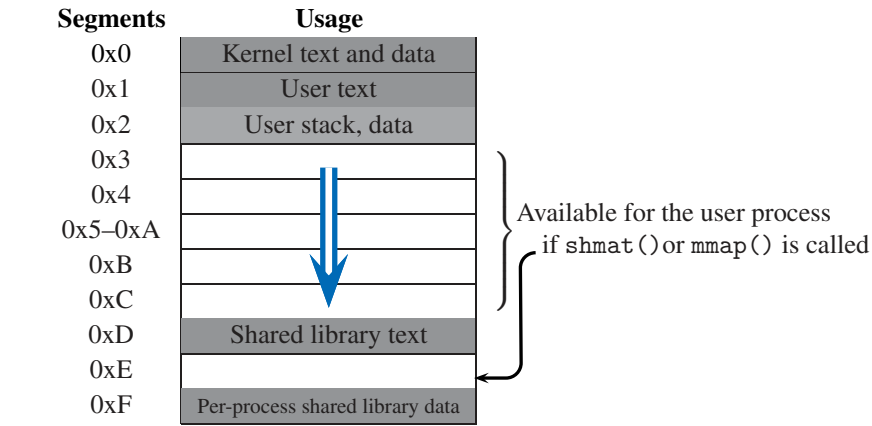 Segments Usage
0x0 Kernel text and data
0x1 User text
0x2 User stack, data
0x3
0x4
0x5–0xA
0xB
0xC
0xD Shared library text
0xE
0xF Per-process shared library data
Available for the user process
if shmat() or mmap() is called